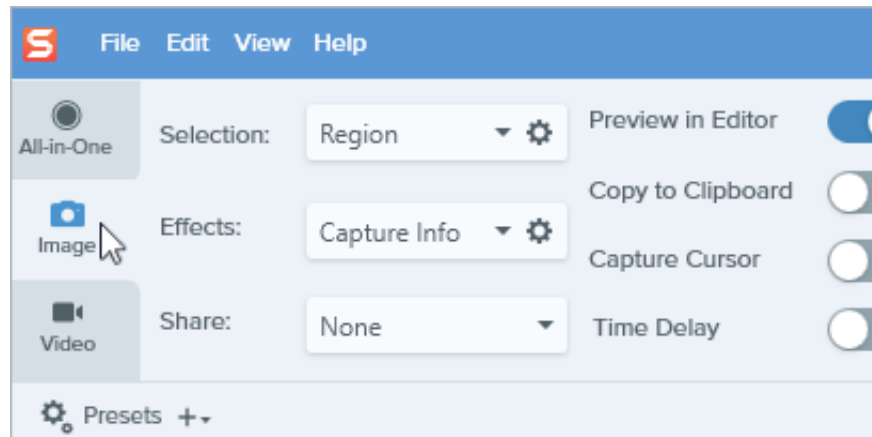 S File Edit View Help
All-in-One
Selection: Region
Preview in Editor
Copy to Clipboard
Image
Effects: Capture Info
Capture Cursor
Video
Share: None
Time Delay
Presets +